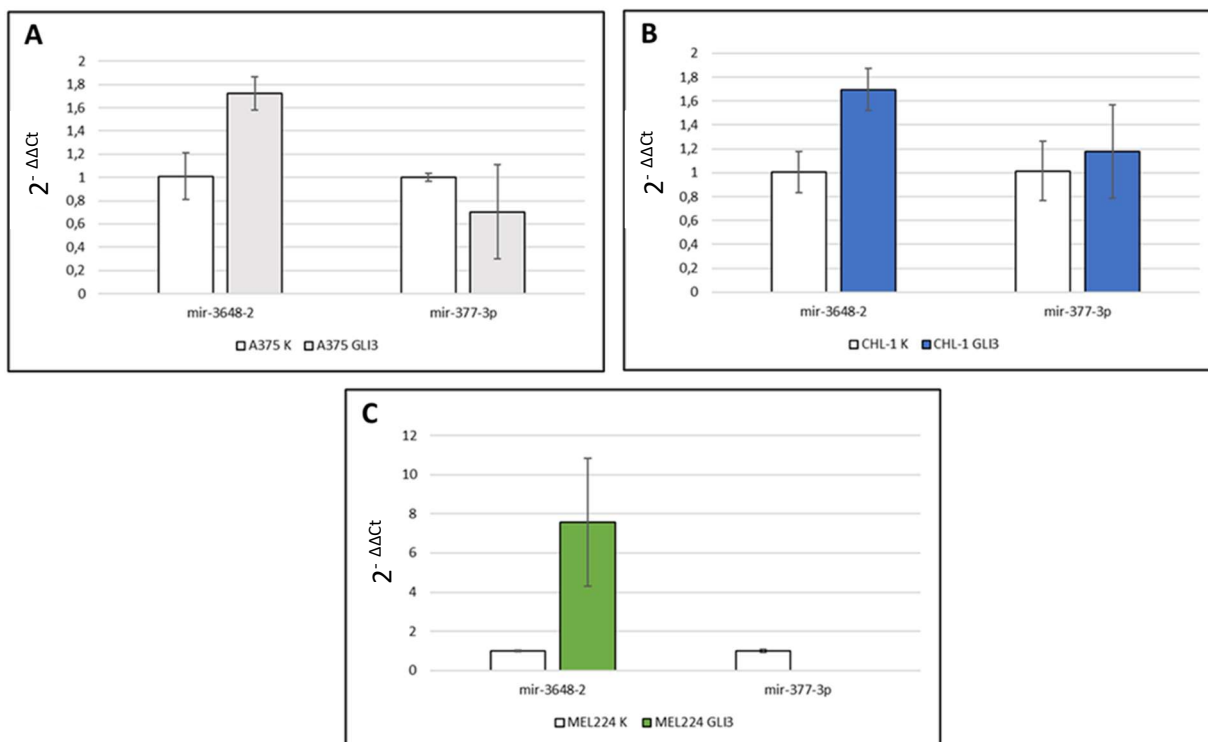 A
2
1,8
1,6
1,4
1,2
1
0,8
0,6
0,4
0,2
0
2^- ΔΔCt
mir-3648-2 mir-377-3p
A375 K A375 GLI3
B
2
1,8
1,6
1,4
1,2
1
0,8
0,6
0,4
0,2
0
2^- ΔΔCt
mir-3648-2 mir-377-3p
CHL-1 K CHL-1 GLI3
C
12
10
8
6
4
2
0
2^- ΔΔCt
mir-3648-2 mir-377-3p
MEL224 K MEL224 GLI3